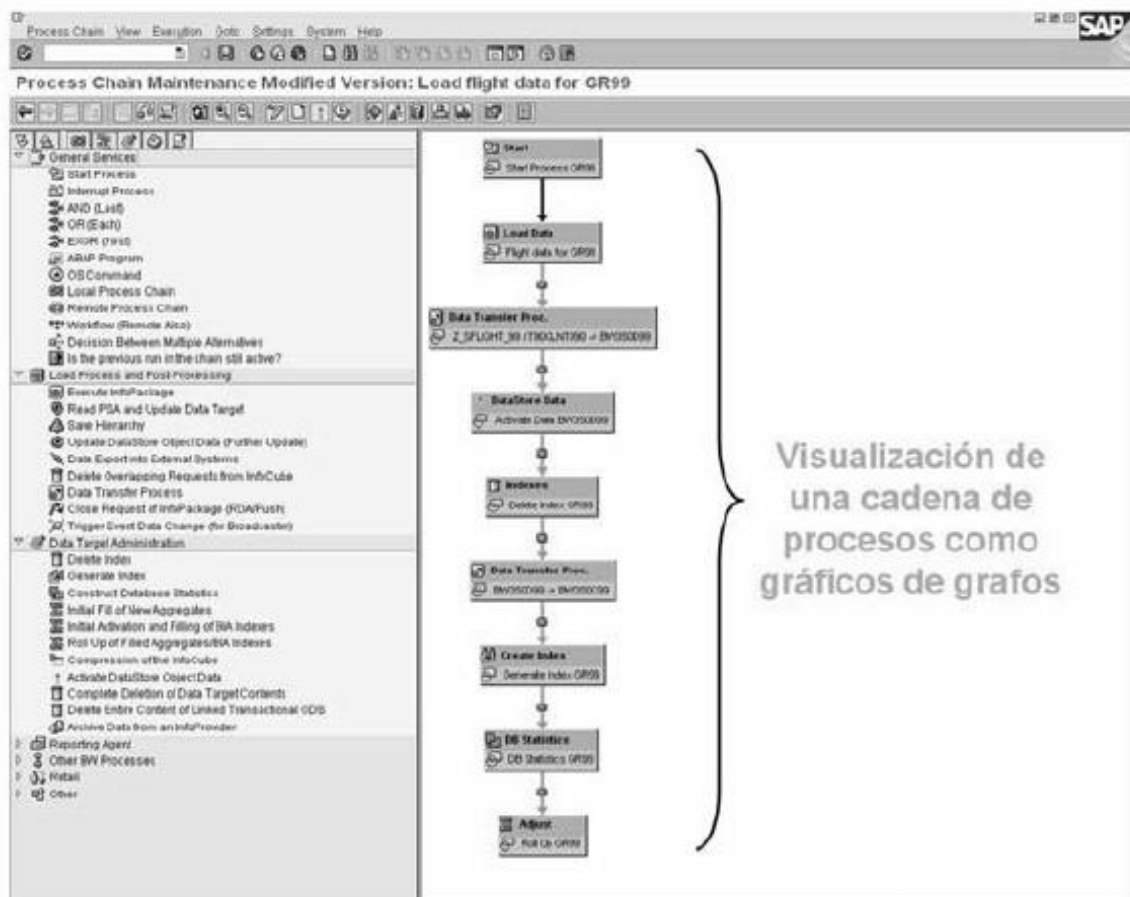 Process Chain View Execution Goto Settings System Help
SAP
Process Chain Maintenance Modified Version: Load flight data for GR99
General Services
Start Process
Interrupt Process
AND (Last)
OR (Each)
EXOR (First)
ABAP Program
OS Command
Local Process Chain
Remote Process Chain
Workflow (Remote Also)
Decision Between Multiple Alternatives
Is the previous run in the chain still active?
Load Process and Post-Processing
Execute InfoPackage
Read PSA and Update Data Target
Save Hierarchy
Update DataStore Object Data (Further Update)
Data Export into External Systems
Delete Overlapping Requests from InfoCube
Data Transfer Process
Close Request of InfoPackage (RDA/Push)
Trigger Event Data Change (for Broadcaster)
Data Target Administration
Delete Index
Generate Index
Construct Database Statistics
Initial Fill of New Aggregates
Initial Activation and Filling of BIA Indexes
Roll Up of Filled Aggregates/BIA Indexes
Compression of the InfoCube
Activate DataStore Object Data
Complete Deletion of Data Target Contents
Delete Entire Content of Linked Transactional ODS
Archive Data from an InfoProvider
Reporting Agent
Other BW Processes
Retail
Other
Start
Start Process GR99
Load Data
Flight data for GR99
Data Transfer Proc.
DataStore Data
Activate Data
Indexes
Delete Index GR99
Data Transfer Proc.
Create Index
Generate Index GR99
DB Statistics
DB Statistics GR99
Adjust
Roll Up GR99
Visualización de
una cadena de
procesos como
gráficos de grafos